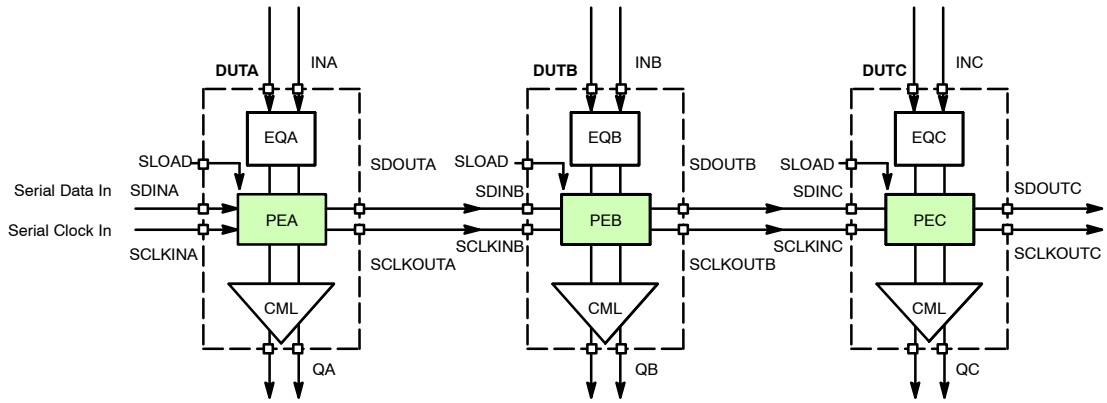 DUTA
INA
DUTB
INB
DUTC
INC
EQA
EQB
EQC
SLOAD
SDOUTA
SLOAD
SDOUTB
SLOAD
Serial Data In
SDINA
SDINB
SDINC
SDOUTC
PEA
PEB
PEC
Serial Clock In
SCLKINA
SCLKOUTA
SCLKINB
SCLKOUTB
SCLKINC
SCLKOUTC
CML
CML
CML
QA
QB
QC